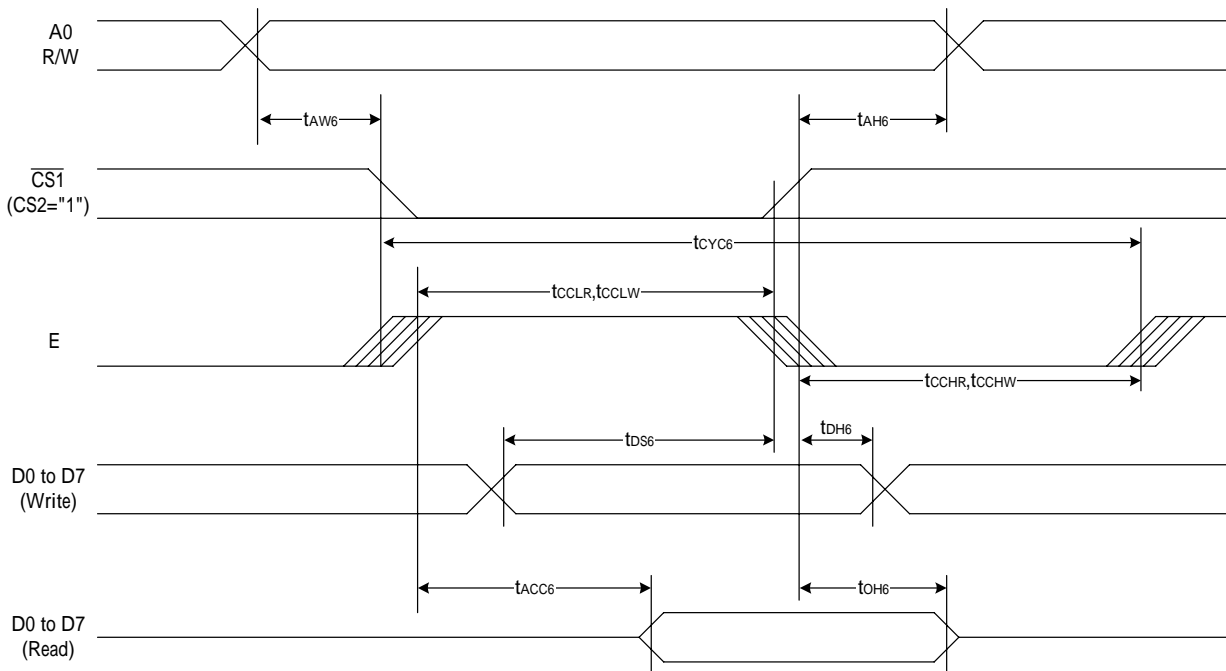 A0
R/W
tAW6
tAH6
CS1
(CS2="1")
tCYC6
tCCLR,tCCLW
E
tCCHR,tCCHW
tDS6
tDH6
D0 to D7
(Write)
tACC6
tOH6
D0 to D7
(Read)